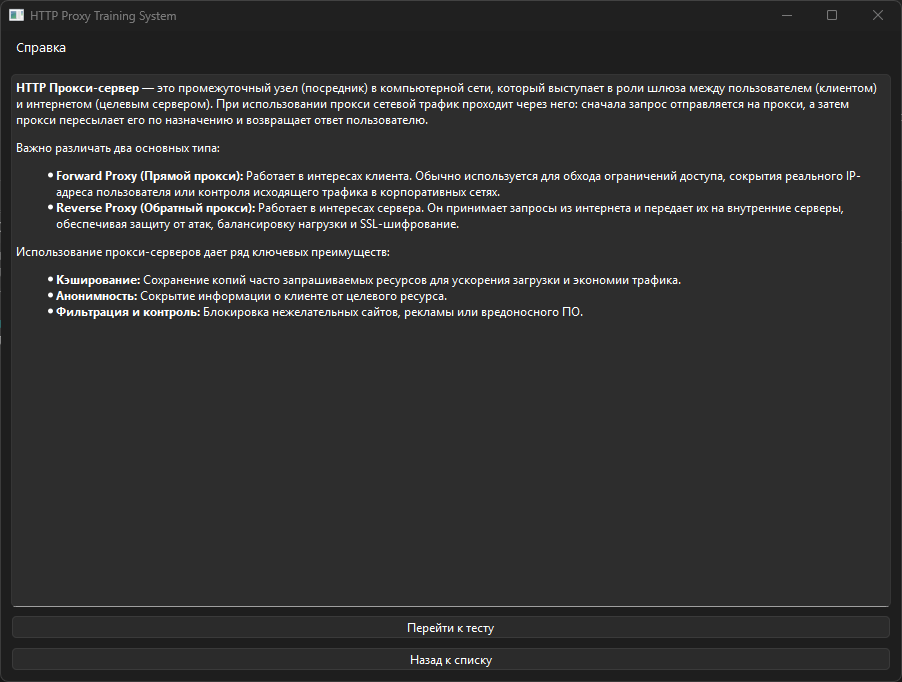 HTTP Proxy Training System
Справка
HTTP Прокси-сервер — это промежуточный узел (посредник) в компьютерной сети, который выступает в роли шлюза между пользователем (клиентом)
и интернетом (целевым сервером). При использовании прокси сетевой трафик проходит через него: сначала запрос отправляется на прокси, а затем
прокси пересылает его по назначению и возвращает ответ пользователю.
Важно различать два основных типа:
• Forward Proxy (Прямой прокси): Работает в интересах клиента. Обычно используется для обхода ограничений доступа, сокрытия реального IP-
адреса пользователя или контроля исходящего трафика в корпоративных сетях.
• Reverse Proxy (Обратный прокси): Работает в интересах сервера. Он принимает запросы из интернета и передает их на внутренние серверы,
обеспечивая защиту от атак, балансировку нагрузки и SSL-шифрование.
Использование прокси-серверов дает ряд ключевых преимуществ:
• Кэширование: Сохранение копий часто запрашиваемых ресурсов для ускорения загрузки и экономии трафика.
• Анонимность: Сокрытие информации о клиенте от целевого ресурса.
• Фильтрация и контроль: Блокировка нежелательных сайтов, рекламы или вредоносного ПО.
Перейти к тесту
Назад к списку